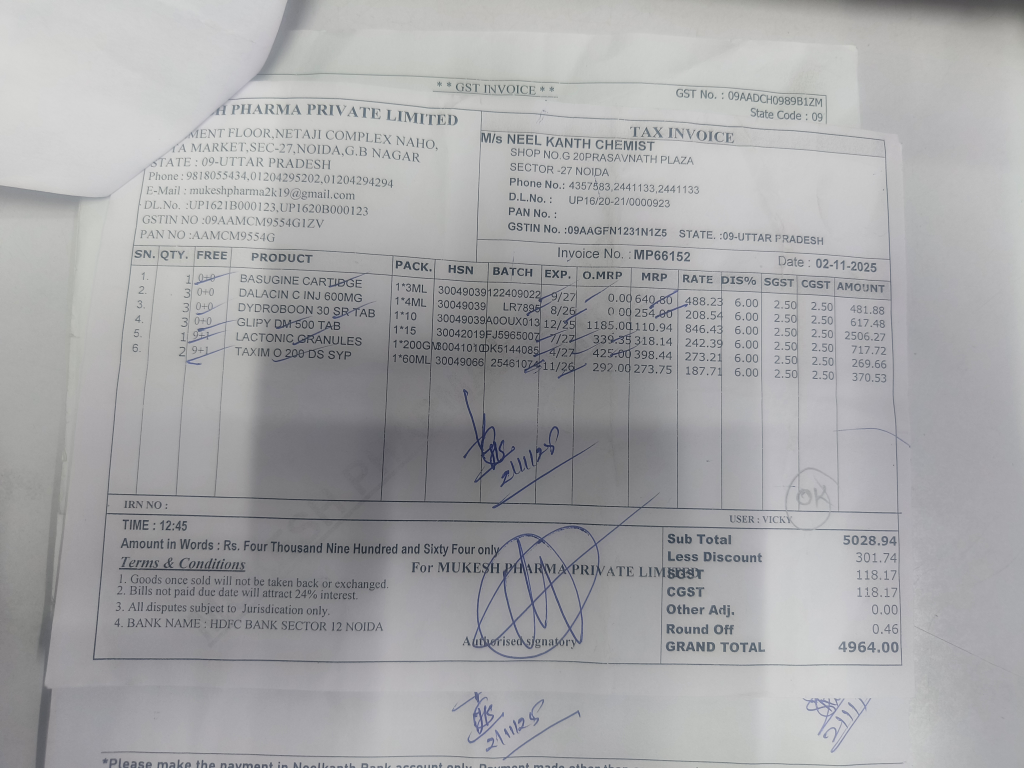 * * GST INVOICE * *
GST No. : 09AADCH0989B1ZM
State Code : 09
H PHARMA PRIVATE LIMITED
MENT FLOOR,NETAJI COMPLEX NAHO,
TA MARKET,SEC-27,NOIDA,G.B NAGAR
STATE : 09-UTTAR PRADESH
Phone : 9818055434,01204295202,01204294294
E-Mail : mukeshpharma2k19@gmail.com
DL.No. : UP1621B000123,UP1620B000123
GSTIN NO :09AAMCM9554G1ZV
PAN NO :AAMCM9554G
TAX INVOICE
M/s NEEL KANTH CHEMIST
SHOP NO.G 20PRASAVNATH PLAZA
SECTOR -27 NOIDA
Phone No.: 4357583,2441133,2441133
D.L.No. : UP16/20-21/0000923
PAN No. :
GSTIN No. :09AAGFN1231N1Z5 STATE. :09-UTTAR PRADESH
Invoice No.: MP66152 Date : 02-11-2025
SN. QTY. FREE PRODUCT PACK. HSN BATCH EXP. O.MRP MRP RATE DIS% SGST CGST AMOUNT
1. 1 0+0 BASUGINE CARTIDGE 1*3ML 30049039 122409022 9/27 0.00 640.80 488.23 6.00 2.50 2.50 481.88
2. 3 0+0 DALACIN C INJ 600MG 1*4ML 30049039 LR7895 8/26 0.00 254.00 208.54 6.00 2.50 2.50 617.48
3. 3 0+0 DYDROBOON 30 SR TAB 1*10 30049039 A0OUX013 12/25 1185.00 1110.94 846.43 6.00 2.50 2.50 2506.27
4. 3 0+0 GLIPY DM 500 TAB 1*15 30042019 FJ5965007 7/27 339.35 318.14 242.39 6.00 2.50 2.50 717.72
5. 1 9+1 LACTONIC GRANULES 1*200GM 30041010 DK5144085 4/27 425.00 398.44 273.21 6.00 2.50 2.50 269.66
6. 2 9+1 TAXIM O 200 DS SYP 1*60ML 30049066 25461074 11/26 292.00 273.75 187.71 6.00 2.50 2.50 370.53
2/11/25
OK
IRN NO :
USER : VICKY
TIME : 12:45
Amount in Words : Rs. Four Thousand Nine Hundred and Sixty Four only
Terms & Conditions
1. Goods once sold will not be taken back or exchanged.
2. Bills not paid due date will attract 24% interest.
3. All disputes subject to Jurisdication only.
4. BANK NAME : HDFC BANK SECTOR 12 NOIDA
For MUKESH PHARMA PRIVATE LIMITED
Authorised signatory
Sub Total 5028.94
Less Discount 301.74
SGST 118.17
CGST 118.17
Other Adj. 0.00
Round Off 0.46
GRAND TOTAL 4964.00
2/11/25
2/11/
*Please make the payment in Neelkanth Bank account only. Payment made other than